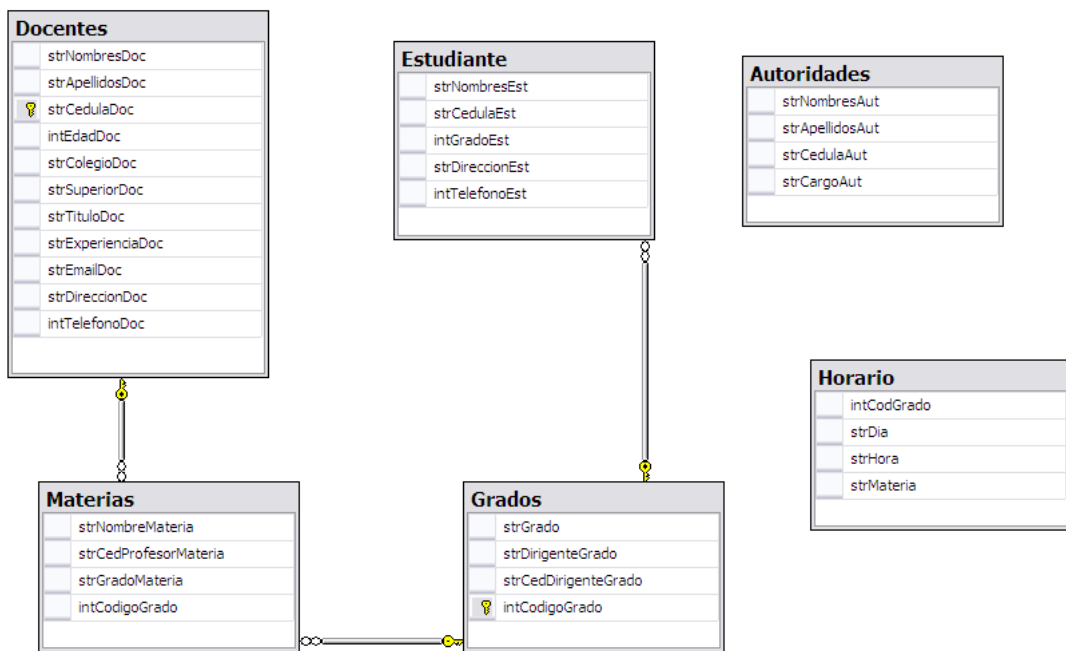 Docentes
strNombresDoc
strApellidosDoc
strCedulaDoc
intEdadDoc
strColegioDoc
strSuperiorDoc
strTituloDoc
strExperienciaDoc
strEmailDoc
strDireccionDoc
intTelefonoDoc
Estudiante
strNombresEst
strCedulaEst
intGradoEst
strDireccionEst
intTelefonoEst
Autoridades
strNombresAut
strApellidosAut
strCedulaAut
strCargoAut
Horario
intCodGrado
strDia
strHora
strMateria
Materias
strNombreMateria
strCedProfesorMateria
strGradoMateria
intCodigoGrado
Grados
strGrado
strDirigenteGrado
strCedDirigenteGrado
intCodigoGrado